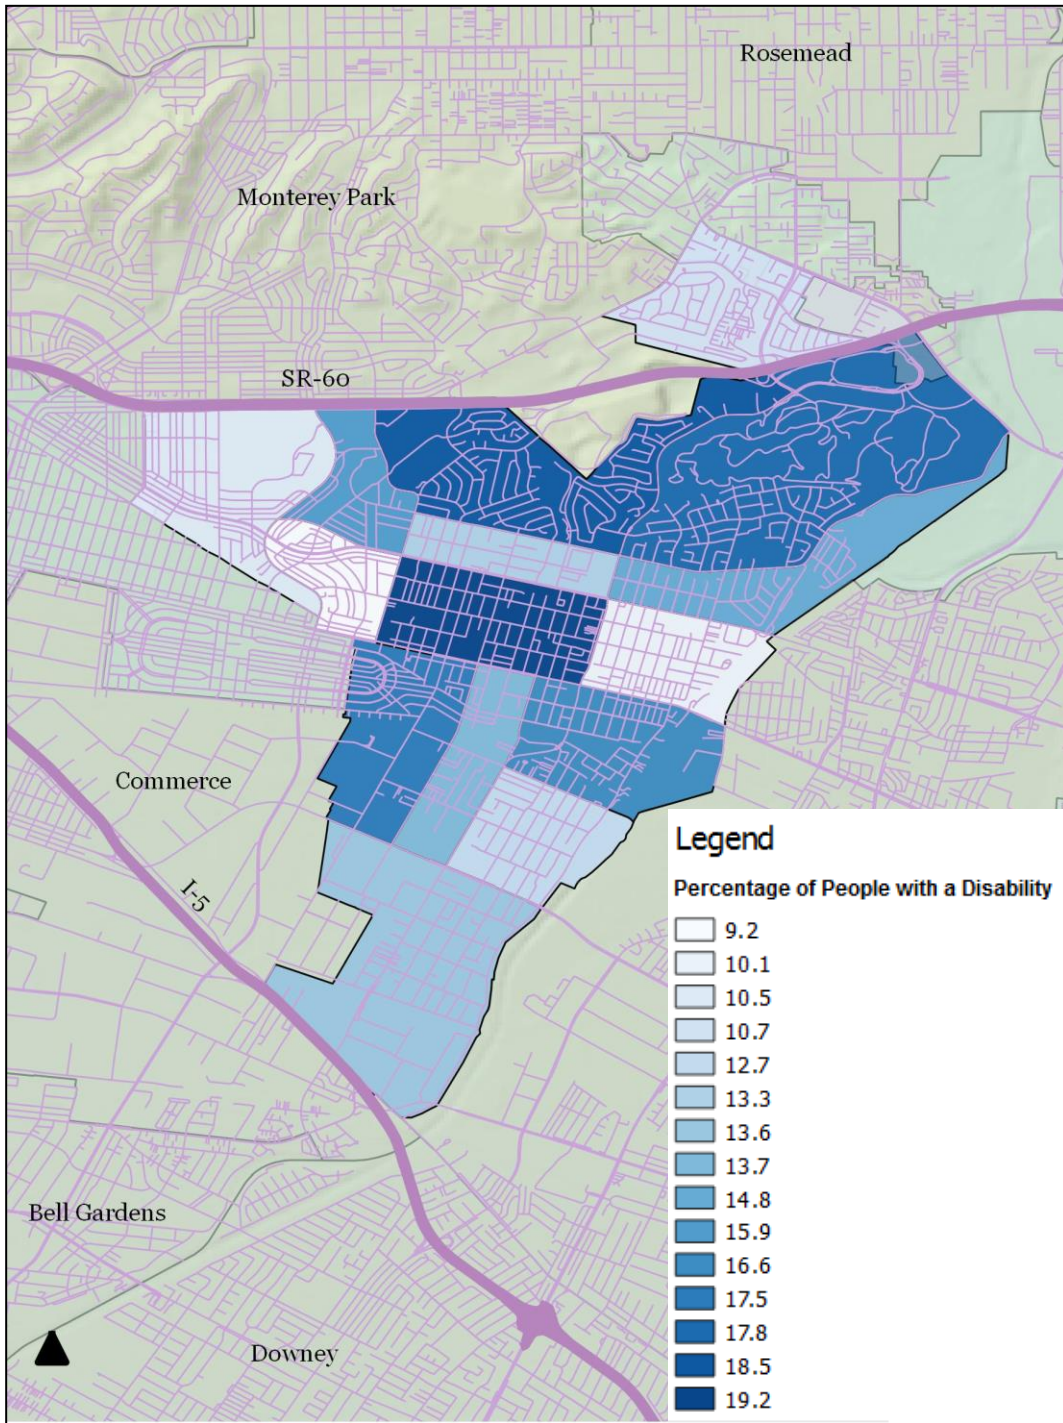 Rosemead
Monterey Park
SR-60
Commerce
I-5
Legend
Percentage of People with a Disability
9.2
10.1
10.5
10.7
12.7
13.3
13.6
13.7
14.8
15.9
16.6
17.5
17.8
18.5
19.2
Bell Gardens
Downey